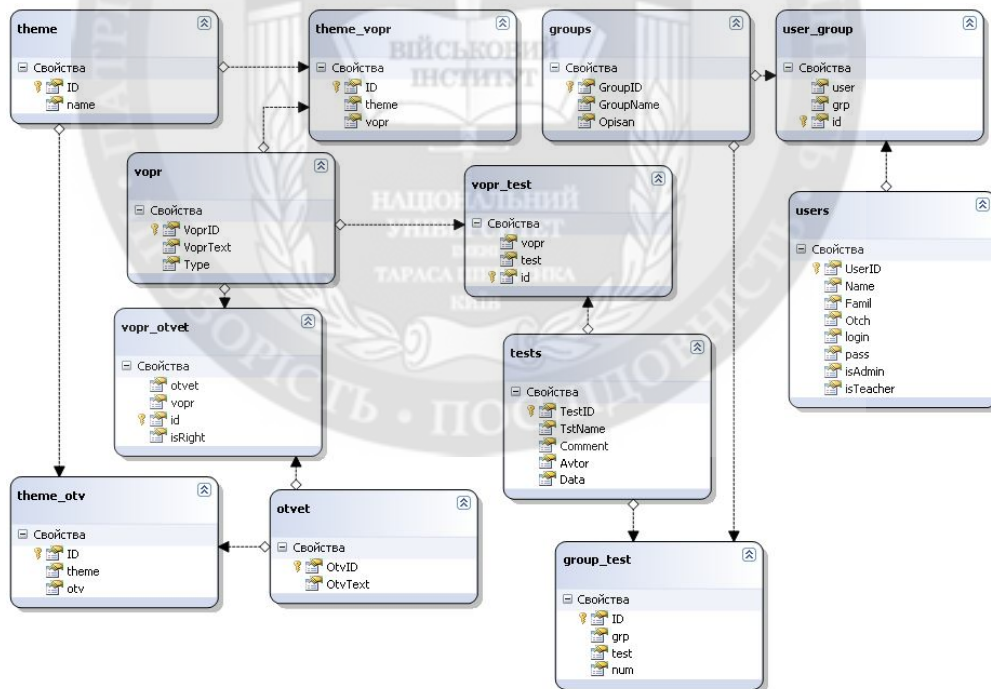 theme
Свойства
ID
name
theme_vopr
Свойства
ID
theme
vopr
groups
Свойства
GroupID
GroupName
Opisan
user_group
Свойства
user
grp
id
vopr
Свойства
VoprID
VoprText
Type
vopr_test
Свойства
vopr
test
id
users
Свойства
UserID
Name
Famil
Otch
login
pass
isAdmin
isTeacher
vopr_otvet
Свойства
otvet
vopr
id
isRight
tests
Свойства
TestID
TstName
Comment
Avtor
Data
theme_otv
Свойства
ID
theme
otv
otvet
Свойства
OtvID
OtvText
group_test
Свойства
ID
grp
test
num
ВІЙСЬКОВИЙ
ІНСТИТУТ
НАЦІОНАЛЬНИЙ
ТАРАСА
КИЇВ